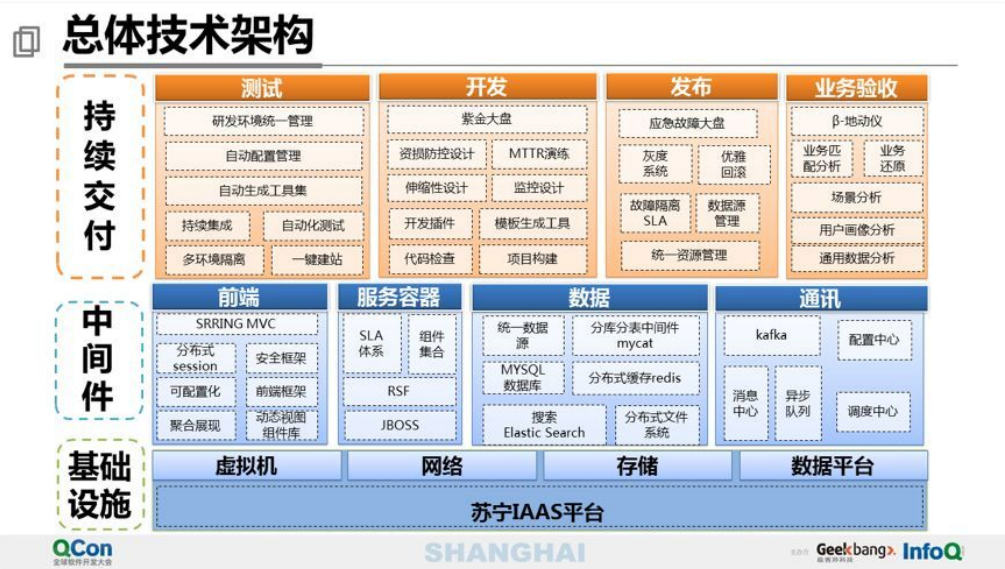 总体技术架构
持续交付
测试
研发环境统一管理
自动配置管理
自动生成工具集
持续集成
自动化测试
多环境隔离
一键建站
开发
紫金大盘
资损防控设计
MTTR演练
伸缩性设计
监控设计
开发插件
模板生成工具
代码检查
项目构建
发布
应急故障大盘
灰度
系统
优雅
回滚
故障隔离
SLA
数据源
管理
统一资源管理
业务验收
β-地动仪
业务匹
配分析
业务
还原
场景分析
用户画像分析
通用数据分析
中间件
前端
SRRING MVC
分布式
session
安全框架
可配置化
前端框架
聚合展现
动态视图
组件库
服务容器
SLA
体系
组件
集合
RSF
JBOSS
数据
统一数据
源
分库分表中间件
mycat
MYSQL
数据库
分布式缓存redis
搜索
Elastic Search
分布式文件
系统
通讯
kafka
配置中心
消息
中心
异步
队列
调度中心
基础
设施
虚拟机
网络
存储
数据平台
苏宁IAAS平台
QCon
全球软件开发大会
SHANGHAI
Geekbang>.
InfoQ